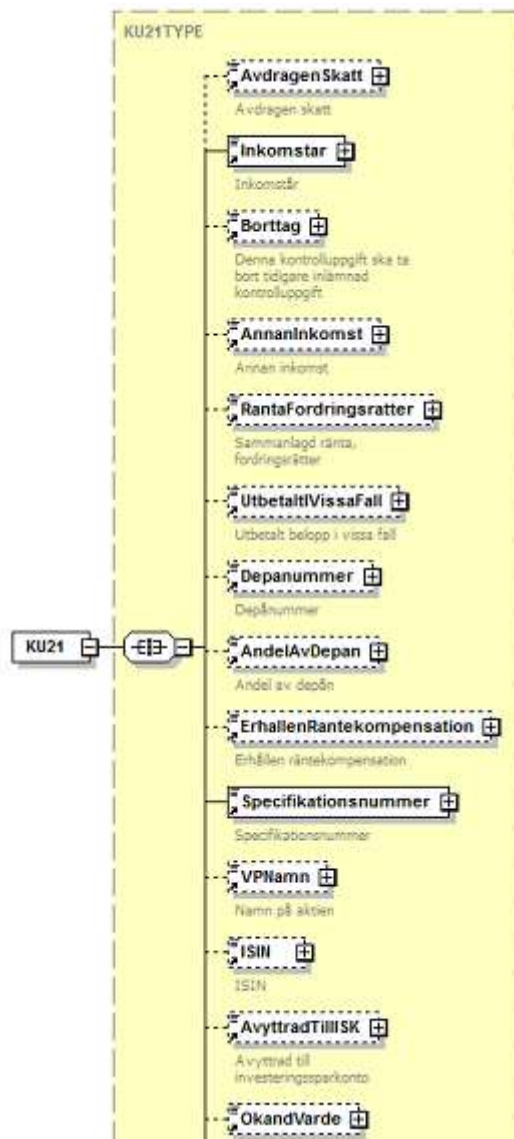 KU21TYPE
AvdragenSkatt
Avdragen skatt
Inkomstar
Inkomstår
Borttag
Denna kontrolluppgift ska ta
bort tidigare inlämnad
kontrolluppgift
AnnanInkomst
Annan inkomst
RantaFordringsratter
Sammanlagd ränta,
fordringsrätter
UtbetaltIVissaFall
Utbetalt belopp i vissa fall
Depanummer
Depånummer
KU21
AndelAvDepan
Andel av depån
ErhallenRantekompensation
Erhållen räntekompensation
Specifikationsnummer
Specifikationsnummer
VPNamn
Namn på aktien
ISIN
ISIN
AvyttradTillISK
Avyttrad till
investeringssparkonto
OkandVarde